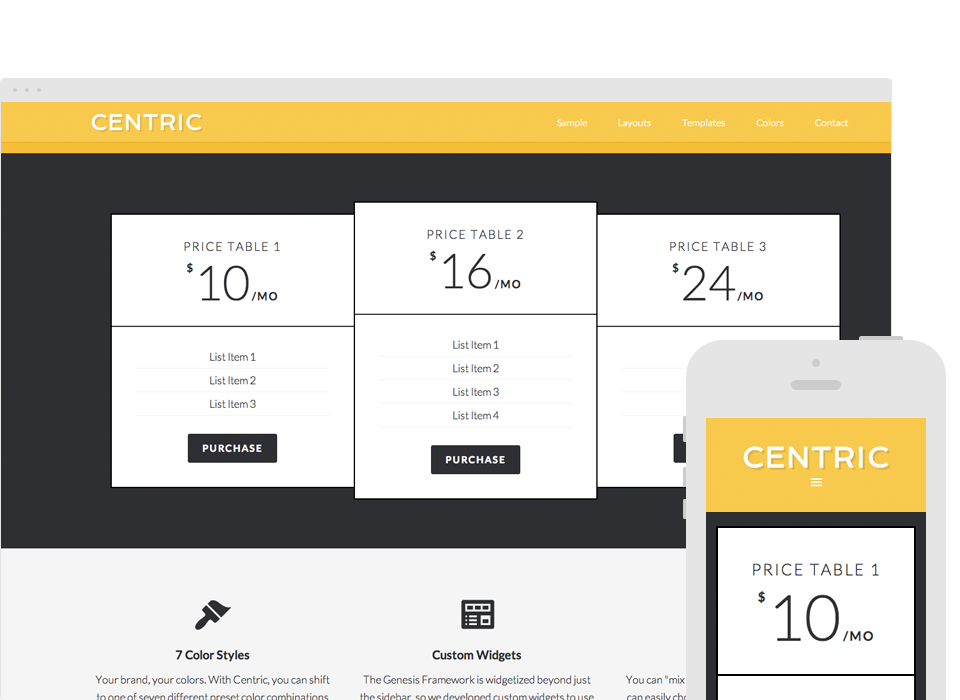 CENTRIC
Sample Layouts Templates Colors Contact
PRICE TABLE 1
$10/MO
List Item 1
List Item 2
List Item 3
PURCHASE
PRICE TABLE 2
$16/MO
List Item 1
List Item 2
List Item 3
List Item 4
PURCHASE
PRICE TABLE 3
$24/MO
7 Color Styles
Your brand, your colors. With Centric, you can shift
to one of seven different preset color combinations
Custom Widgets
The Genesis Framework is widgetized beyond just
the sidebar, so we developed custom widgets to use
You can "mix
can easily
CENTRIC
PRICE TABLE 1
$10/MO